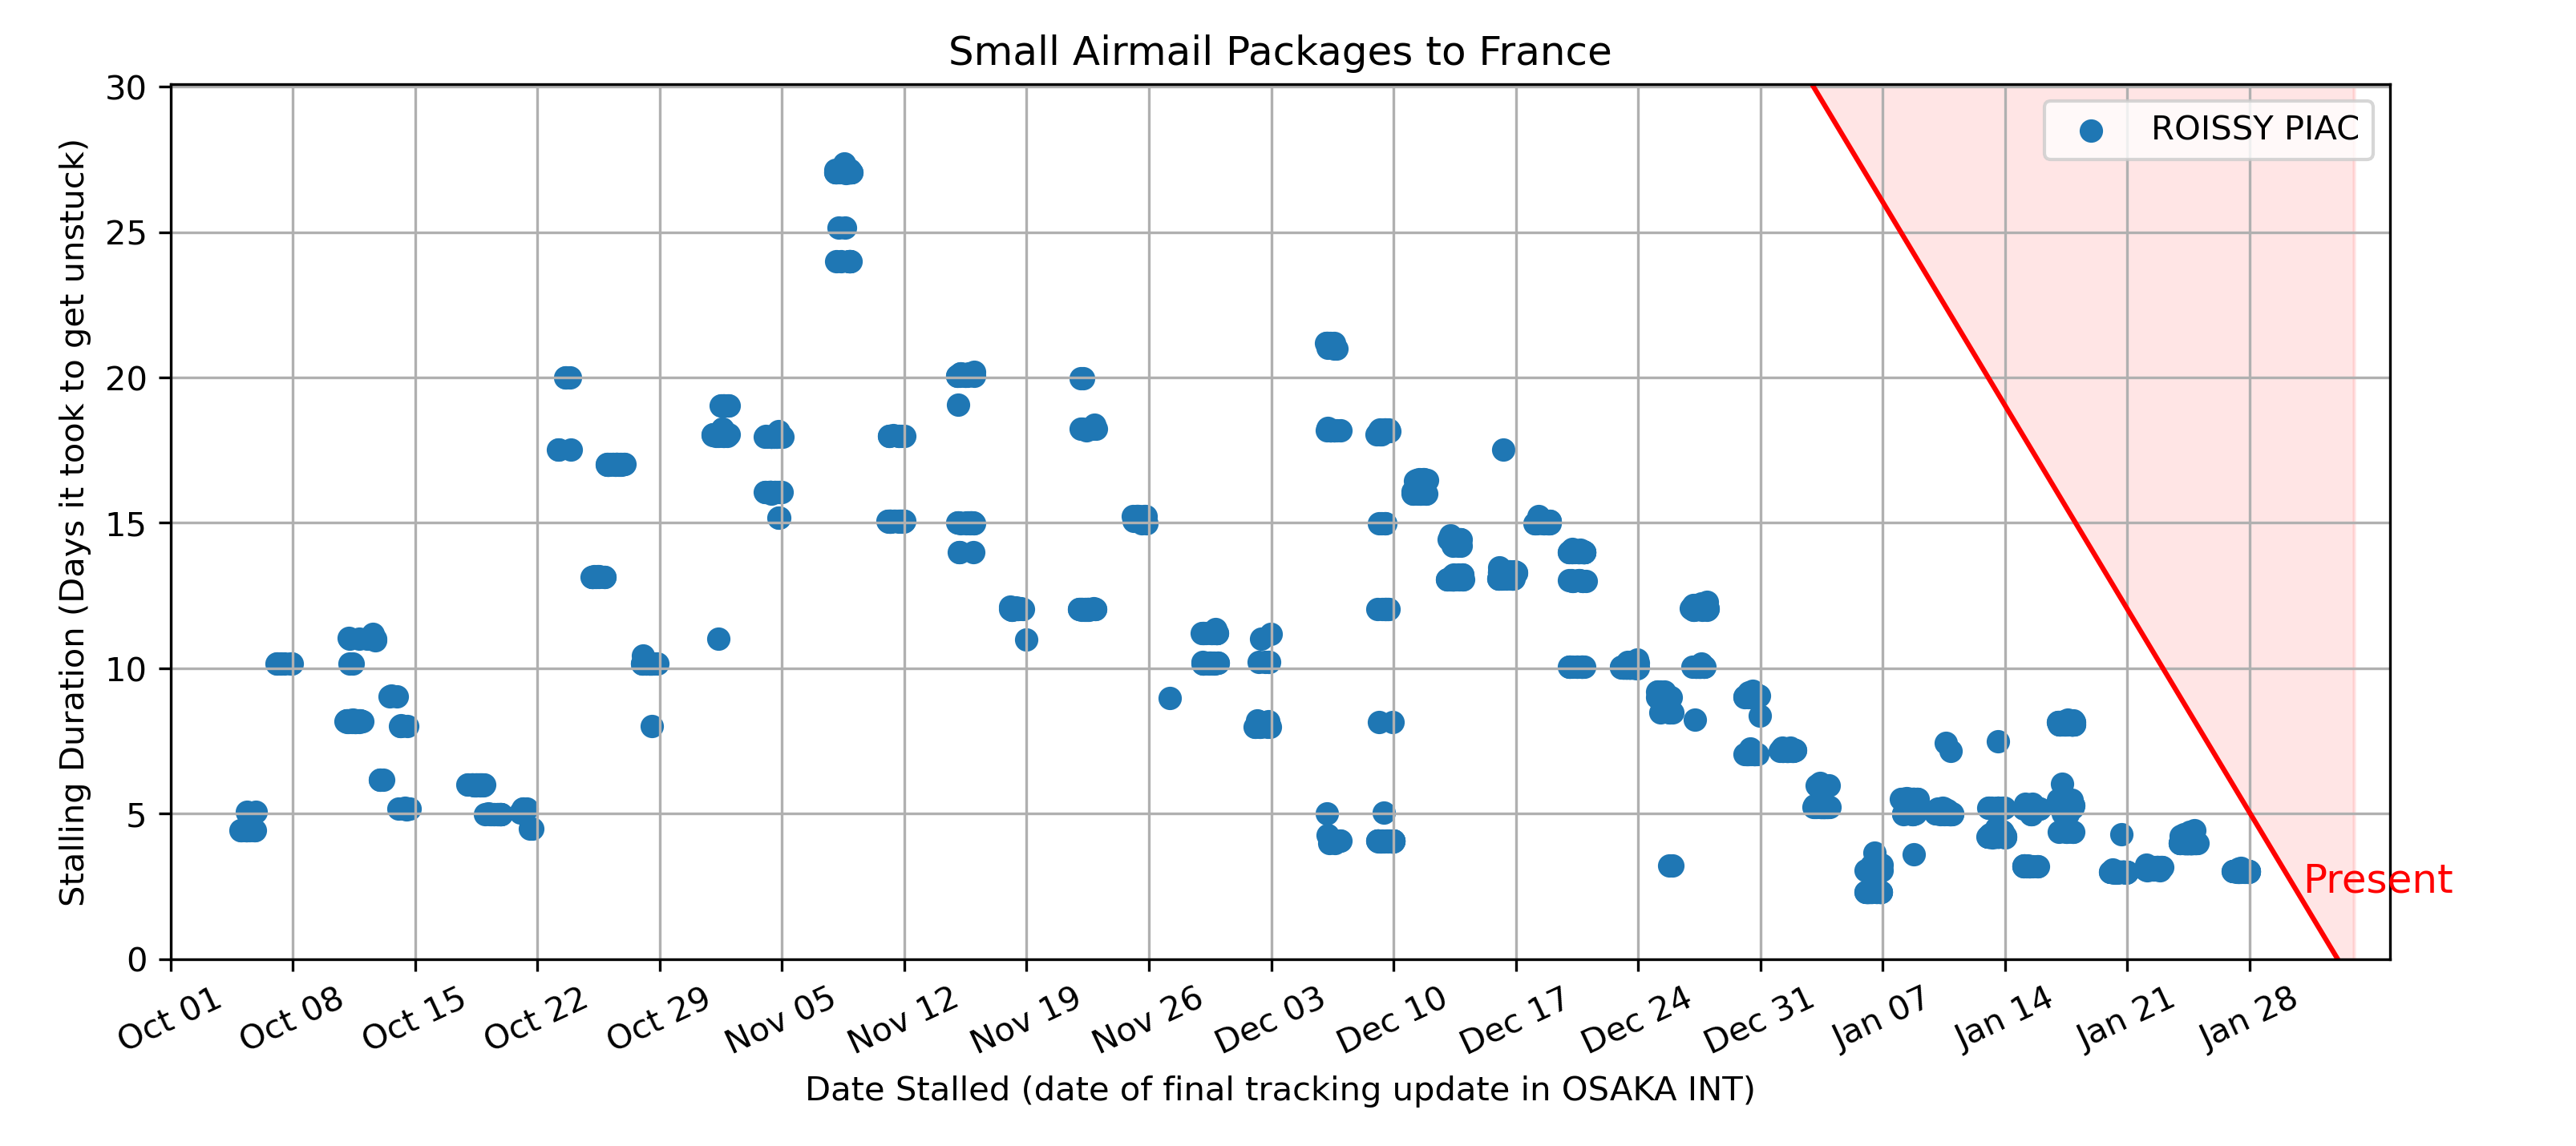 Small Airmail Packages to France
ROISSY PIAC
Stalling Duration (Days it took to get unstuck)
30
25
20
15
10
5
0
Present
Oct 01
Oct 08
Oct 15
Oct 22
Oct 29
Nov 05
Nov 12
Nov 19
Nov 26
Dec 03
Dec 10
Dec 17
Dec 24
Dec 31
Jan 07
Jan 14
Jan 21
Jan 28
Date Stalled (date of final tracking update in OSAKA INT)